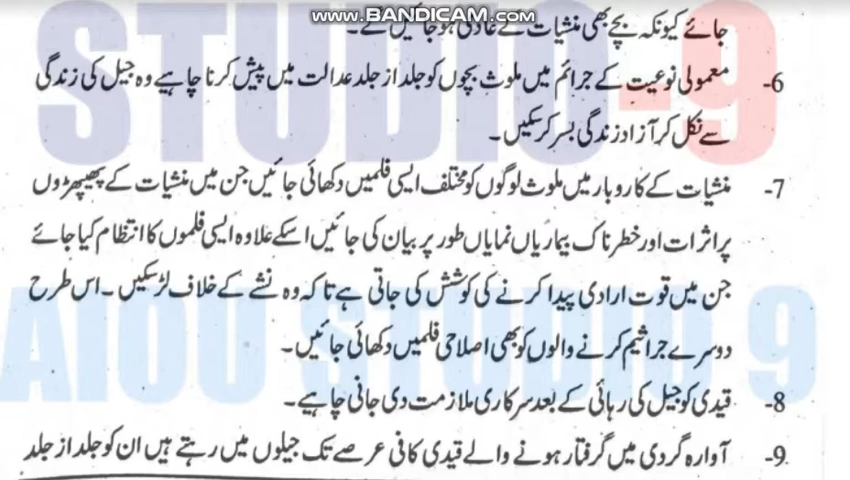 www.BANDICAM.com
STUDIO-9
جائے کیونکہ بچے بھی منشیات کے عادی ہو جائیں گے۔
6- معمولی نوعیت کے جرائم میں ملوث بچوں کو جلد از جلد عدالت میں پیش کرنا چاہیے وہ جیل کی زندگی
سے نکل کر آزاد زندگی بسر کر سکیں۔
7- منشیات کے کاروبار میں ملوث لوگوں کو مختلف ایسی فلمیں دکھائی جائیں جن میں منشیات کے پھیپھڑوں
پر اثرات اور خطرناک بیماریاں نمایاں طور پر بیان کی جائیں اسکے علاوہ ایسی فلموں کا انتظام کیا جائے
جن میں قوت ارادی پیدا کرنے کی کوشش کی جاتی ہے تاکہ وہ نشے کے خلاف لڑ سکیں۔ اس طرح
AIOU STUDIO 9
دوسرے جراثیم کرنے والوں کو بھی اصلاحی فلمیں دکھائی جائیں۔
8- قیدی کو جیل کی رہائی کے بعد سرکاری ملازمت دی جانی چاہیے۔
9- آوارہ گردی میں گرفتار ہونے والے قیدی کافی عرصے تک جیلوں میں رہتے ہیں ان کو جلد از جلد